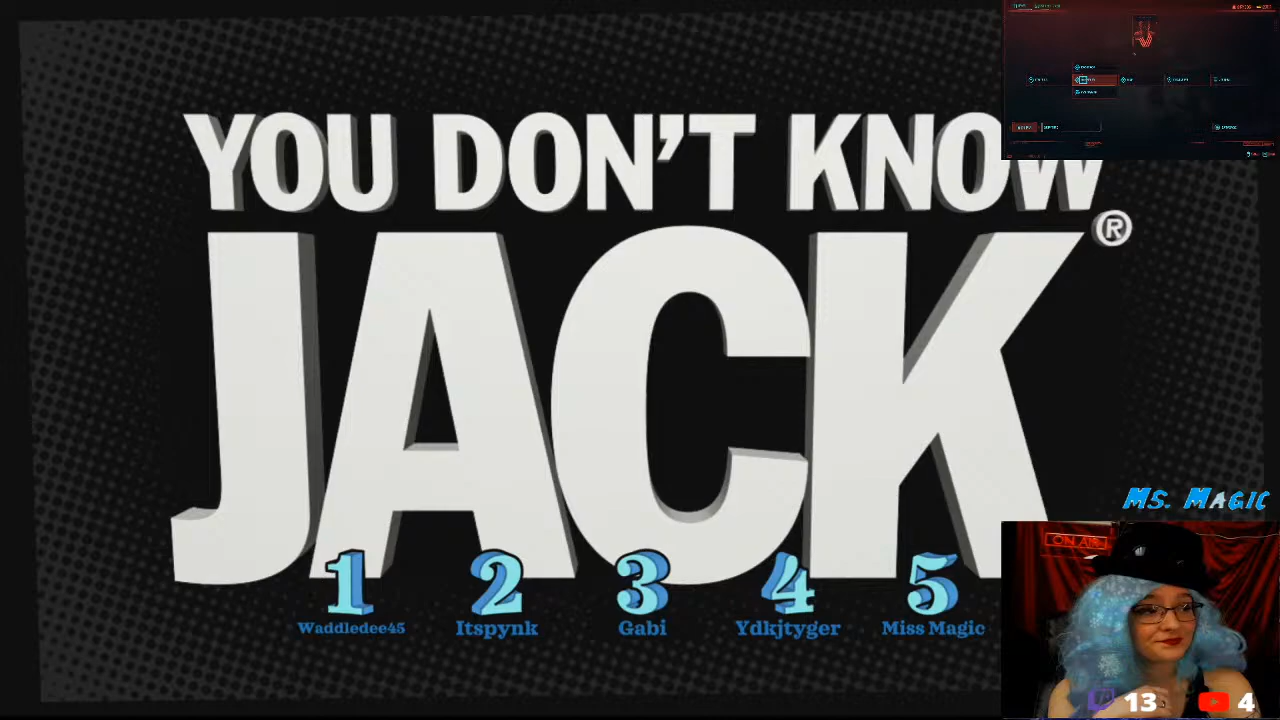 YOU DON'T KNOW
JACK®
1 2 3 4 5
Waddledee45 Itspynk Gabi Ydkjtyger Miss Magic
Ms. Magic
ON AIR
13 4